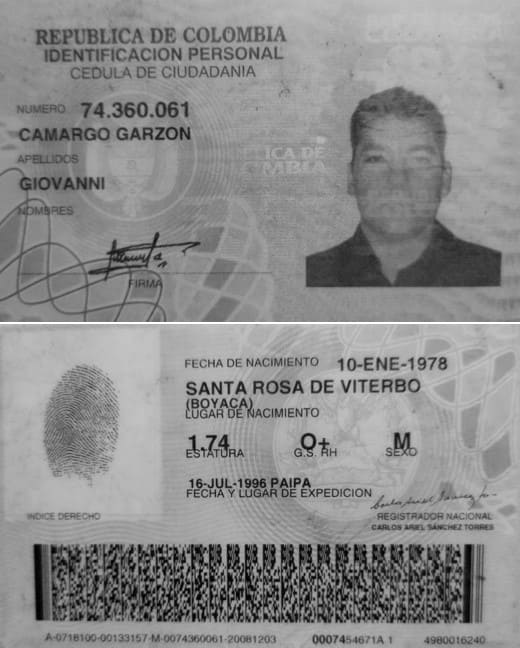 REPUBLICA DE COLOMBIA
IDENTIFICACION PERSONAL
CEDULA DE CIUDADANIA
NUMERO 74.360.061
CAMARGO GARZON
APELLIDOS
GIOVANNI
NOMBRES
FIRMA
FECHA DE NACIMIENTO 10-ENE-1978
SANTA ROSA DE VITERBO
(BOYACA)
LUGAR DE NACIMIENTO
1.74 O+ M
ESTATURA G.S. RH SEXO
16-JUL-1996 PAIPA
FECHA Y LUGAR DE EXPEDICION
INDICE DERECHO
REGISTRADOR NACIONAL
CARLOS ARIEL SÁNCHEZ TORRES
A-0718100-00133157-M-0074360061-20081203 0007454671A 1 4980016240